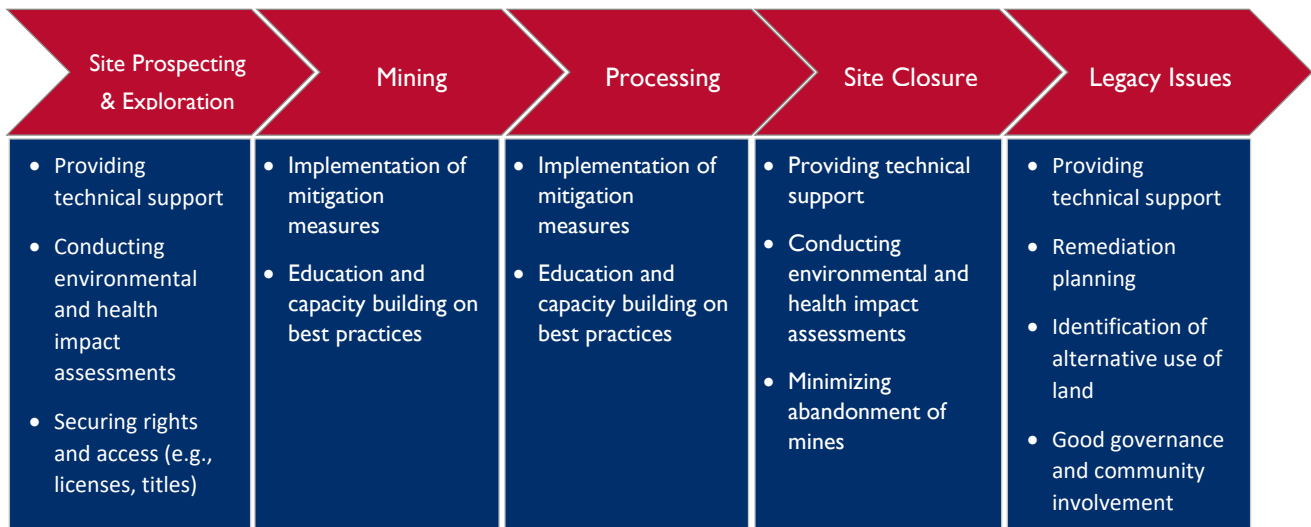 Site Prospecting
& Exploration
Mining
Processing
Site Closure
Legacy Issues
• Providing
technical support
• Conducting
environmental
and health
impact
assessments
• Securing rights
and access (e.g.,
licenses, titles)
• Implementation of
mitigation
measures
• Education and
capacity building on
best practices
• Implementation of
mitigation
measures
• Education and
capacity building on
best practices
• Providing technical
support
• Conducting
environmental and
health impact
assessments
• Minimizing
abandonment of
mines
• Providing
technical support
• Remediation
planning
• Identification of
alternative use of
land
• Good governance
and community
involvement